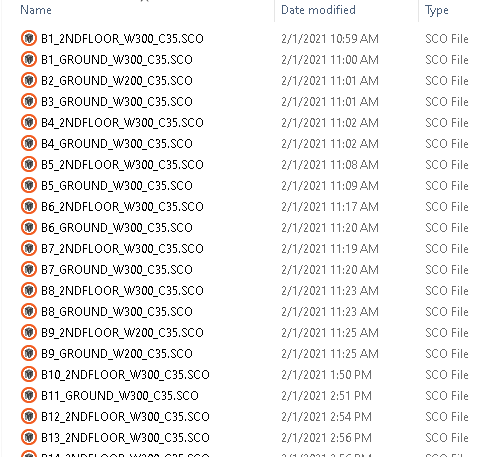 Name Date modified Type
B1_2NDFLOOR_W300_C35.SCO 2/1/2021 10:59 AM SCO File
B1_GROUND_W300_C35.SCO 2/1/2021 11:00 AM SCO File
B2_GROUND_W200_C35.SCO 2/1/2021 11:01 AM SCO File
B3_GROUND_W300_C35.SCO 2/1/2021 11:01 AM SCO File
B4_2NDFLOOR_W300_C35.SCO 2/1/2021 11:02 AM SCO File
B4_GROUND_W300_C35.SCO 2/1/2021 11:02 AM SCO File
B5_2NDFLOOR_W300_C35.SCO 2/1/2021 11:08 AM SCO File
B5_GROUND_W300_C35.SCO 2/1/2021 11:09 AM SCO File
B6_2NDFLOOR_W300_C35.SCO 2/1/2021 11:17 AM SCO File
B6_GROUND_W300_C35.SCO 2/1/2021 11:20 AM SCO File
B7_2NDFLOOR_W300_C35.SCO 2/1/2021 11:19 AM SCO File
B7_GROUND_W300_C35.SCO 2/1/2021 11:20 AM SCO File
B8_2NDFLOOR_W300_C35.SCO 2/1/2021 11:23 AM SCO File
B8_GROUND_W300_C35.SCO 2/1/2021 11:23 AM SCO File
B9_2NDFLOOR_W200_C35.SCO 2/1/2021 11:25 AM SCO File
B9_GROUND_W200_C35.SCO 2/1/2021 11:25 AM SCO File
B10_2NDFLOOR_W300_C35.SCO 2/1/2021 1:50 PM SCO File
B11_GROUND_W300_C35.SCO 2/1/2021 2:51 PM SCO File
B12_2NDFLOOR_W300_C35.SCO 2/1/2021 2:54 PM SCO File
B13_2NDFLOOR_W300_C35.SCO 2/1/2021 2:56 PM SCO File